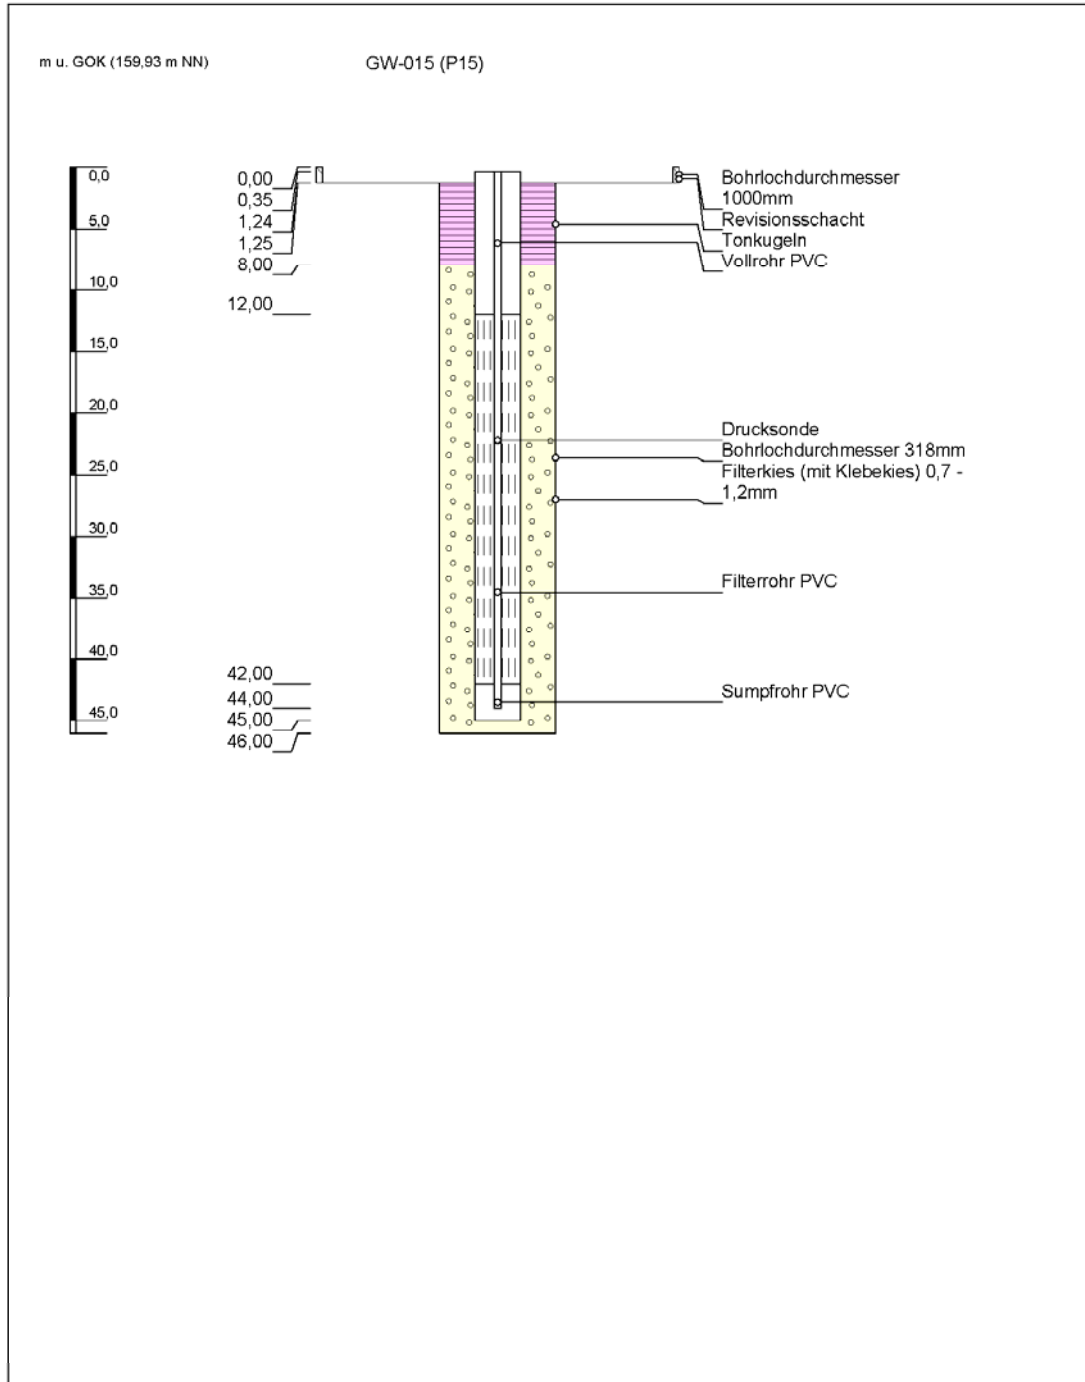 m u. GOK (159,93 m NN)
GW-015 (P15)
0,0
5,0
10,0
15,0
20,0
25,0
30,0
35,0
40,0
45,0
0,00
0,35
1,24
1,25
8,00
12,00
42,00
44,00
45,00
46,00
Bohrlochdurchmesser
1000mm
Revisionsschacht
Tonkugeln
Vollrohr PVC
Drucksonde
Bohrlochdurchmesser 318mm
Filterkies (mit Klebekies) 0,7 -
1,2mm
Filterrohr PVC
Sumpfrohr PVC